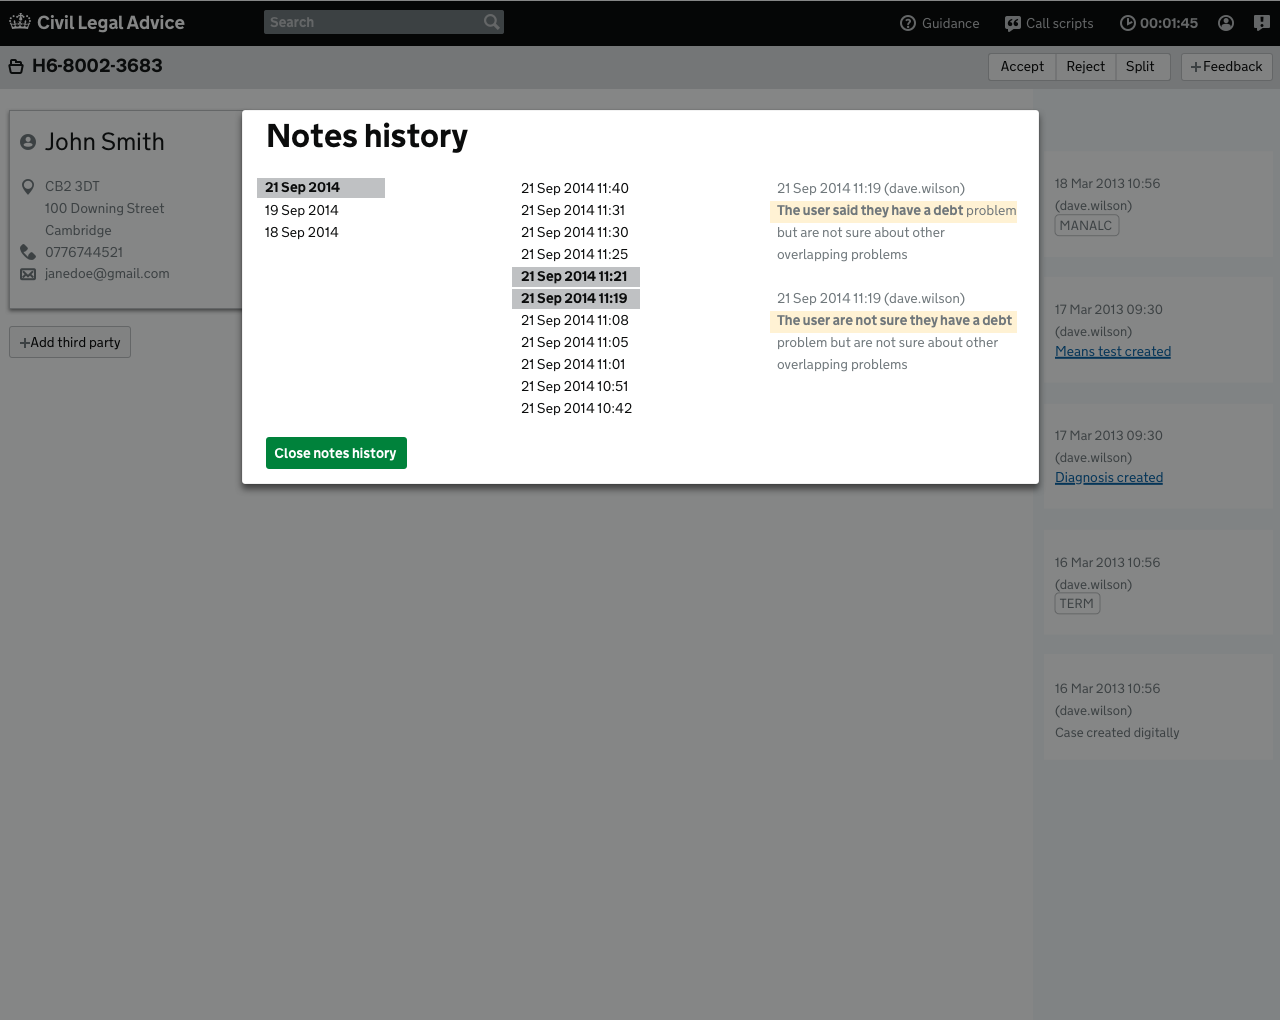 Civil Legal Advice
Search
Guidance
Call scripts
00:01:45
H6-8002-3683
Accept
Reject
Split
+Feedback
John Smith
CB2 3DT
100 Downing Street
Cambridge
0776744521
janedoe@gmail.com
+Add third party
Notes history
21 Sep 2014
19 Sep 2014
18 Sep 2014
21 Sep 2014 11:40
21 Sep 2014 11:31
21 Sep 2014 11:30
21 Sep 2014 11:25
21 Sep 2014 11:21
21 Sep 2014 11:19
21 Sep 2014 11:08
21 Sep 2014 11:05
21 Sep 2014 11:01
21 Sep 2014 10:51
21 Sep 2014 10:42
21 Sep 2014 11:19 (dave.wilson)
The user said they have a debt problem
but are not sure about other
overlapping problems
21 Sep 2014 11:19 (dave.wilson)
The user are not sure they have a debt
problem but are not sure about other
overlapping problems
Close notes history
18 Mar 2013 10:56
(dave.wilson)
MANALC
17 Mar 2013 09:30
(dave.wilson)
Means test created
17 Mar 2013 09:30
(dave.wilson)
Diagnosis created
16 Mar 2013 10:56
(dave.wilson)
TERM
16 Mar 2013 10:56
(dave.wilson)
Case created digitally